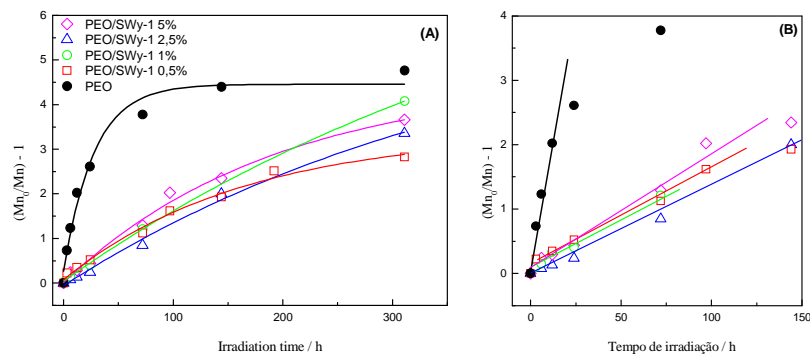 (A)
PEO/SWy-1 5%
PEO/SWy-1 2,5%
PEO/SWy-1 1%
PEO/SWy-1 0,5%
PEO
(Mn0/Mn) - 1
6
5
4
3
2
1
0
0 100 200 300
Irradiation time / h
(B)
(Mn0/Mn) - 1
4
3
2
1
0
0 50 100 150
Tempo de irradiação / h